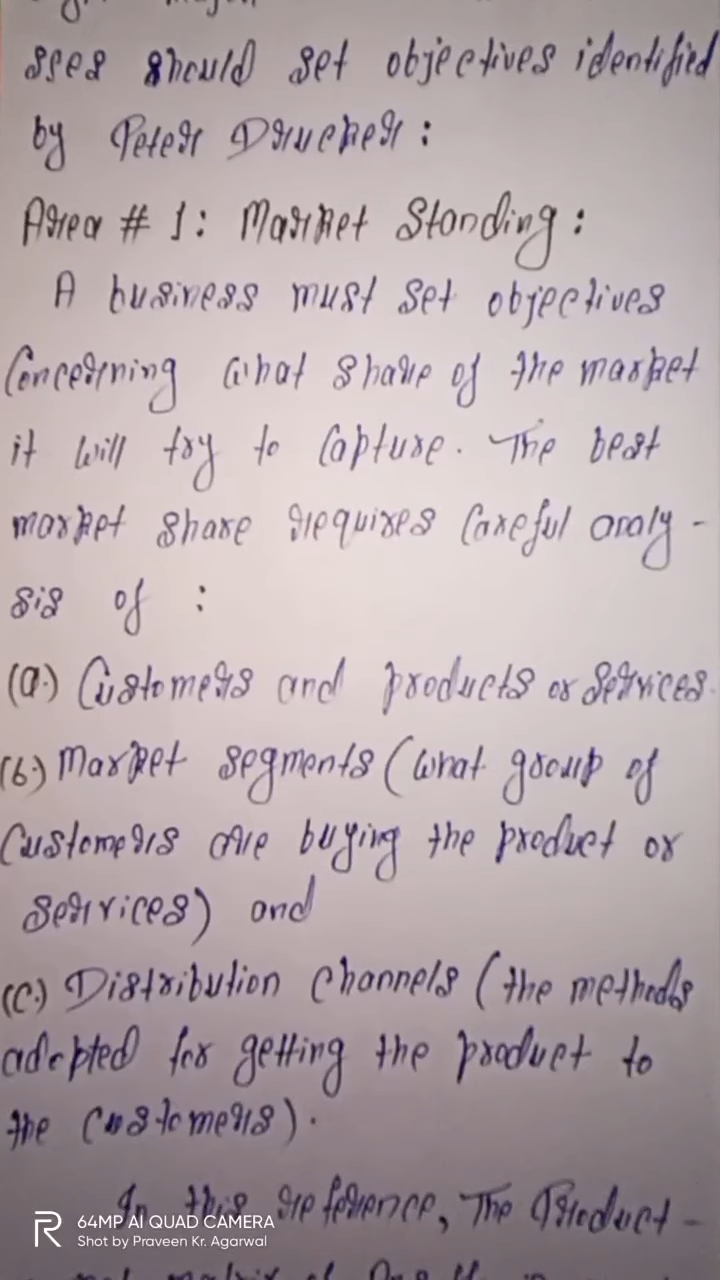 sses should set objectives identified
by Peter Drucker :
Area # 1 : Market Standing :
A business must set objectives
Concerning what share of the market
it will try to capture. The best
market share requires careful analy -
sis of :
(a.) Customers and products or services.
(b.) Market segments (what group of
Customers are buying the product or
services) and
(C.) Distribution channels (the methods
adopted for getting the product to
the customers).
In this reference, The Product -
64MP AI QUAD CAMERA
Shot by Praveen Kr. Agarwal